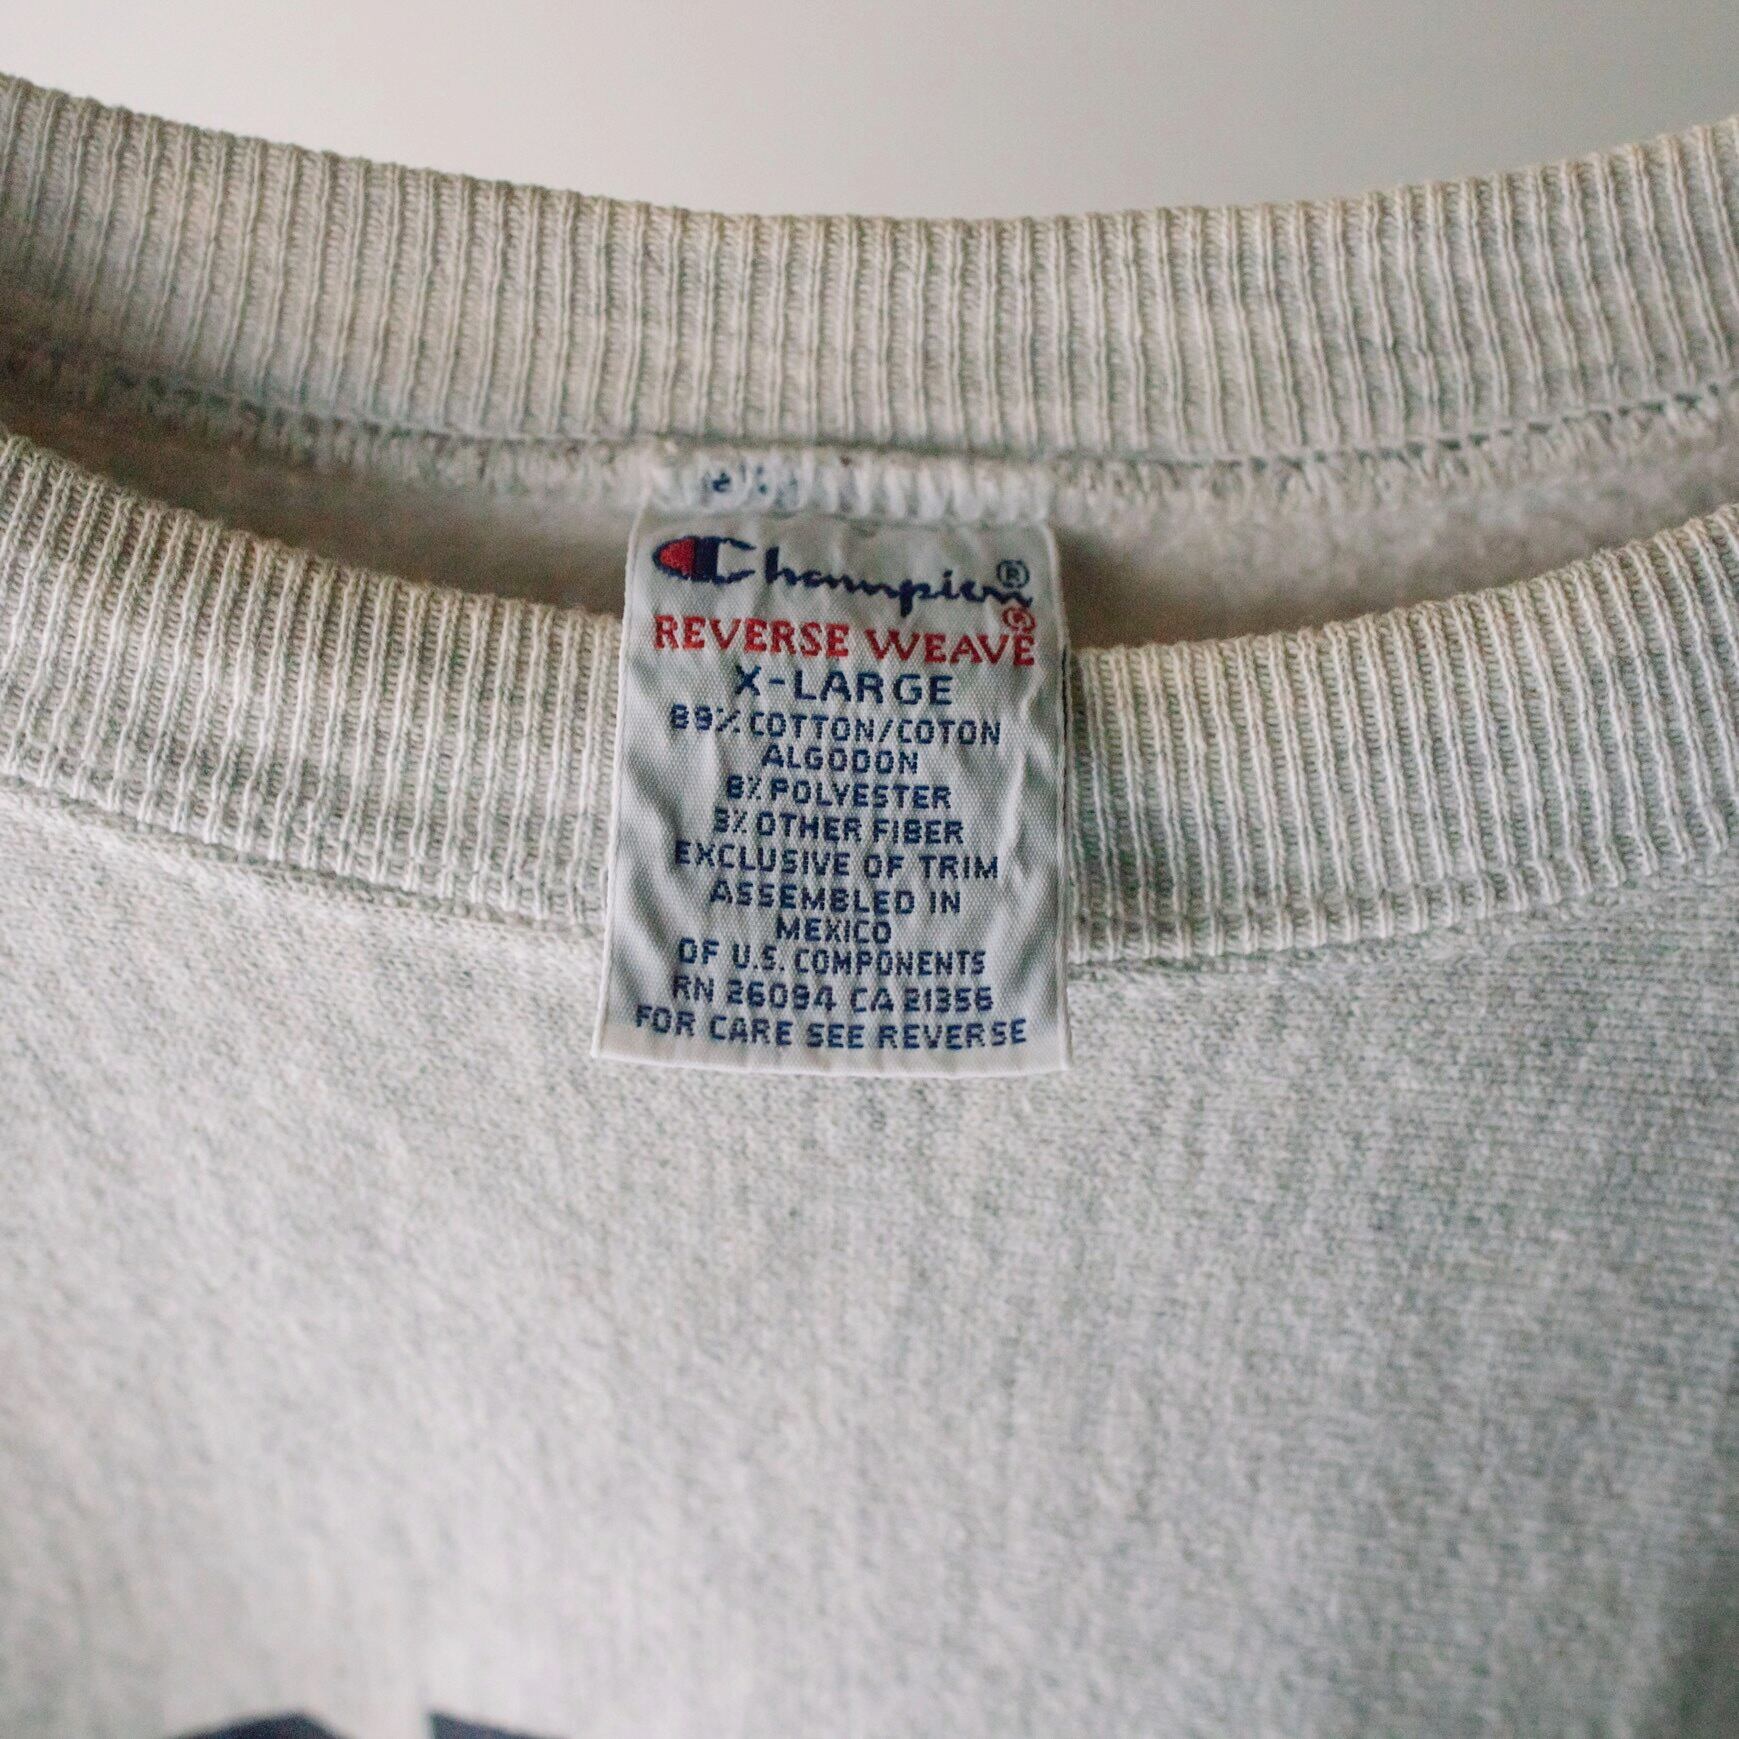 Champion®
REVERSE WEAVE®
X-LARGE
89% COTTON/COTON
ALGODON
8% POLYESTER
3% OTHER FIBER
EXCLUSIVE OF TRIM
ASSEMBLED IN
MEXICO
OF U.S. COMPONENTS
RN 26094 CA 21356
FOR CARE SEE REVERSE